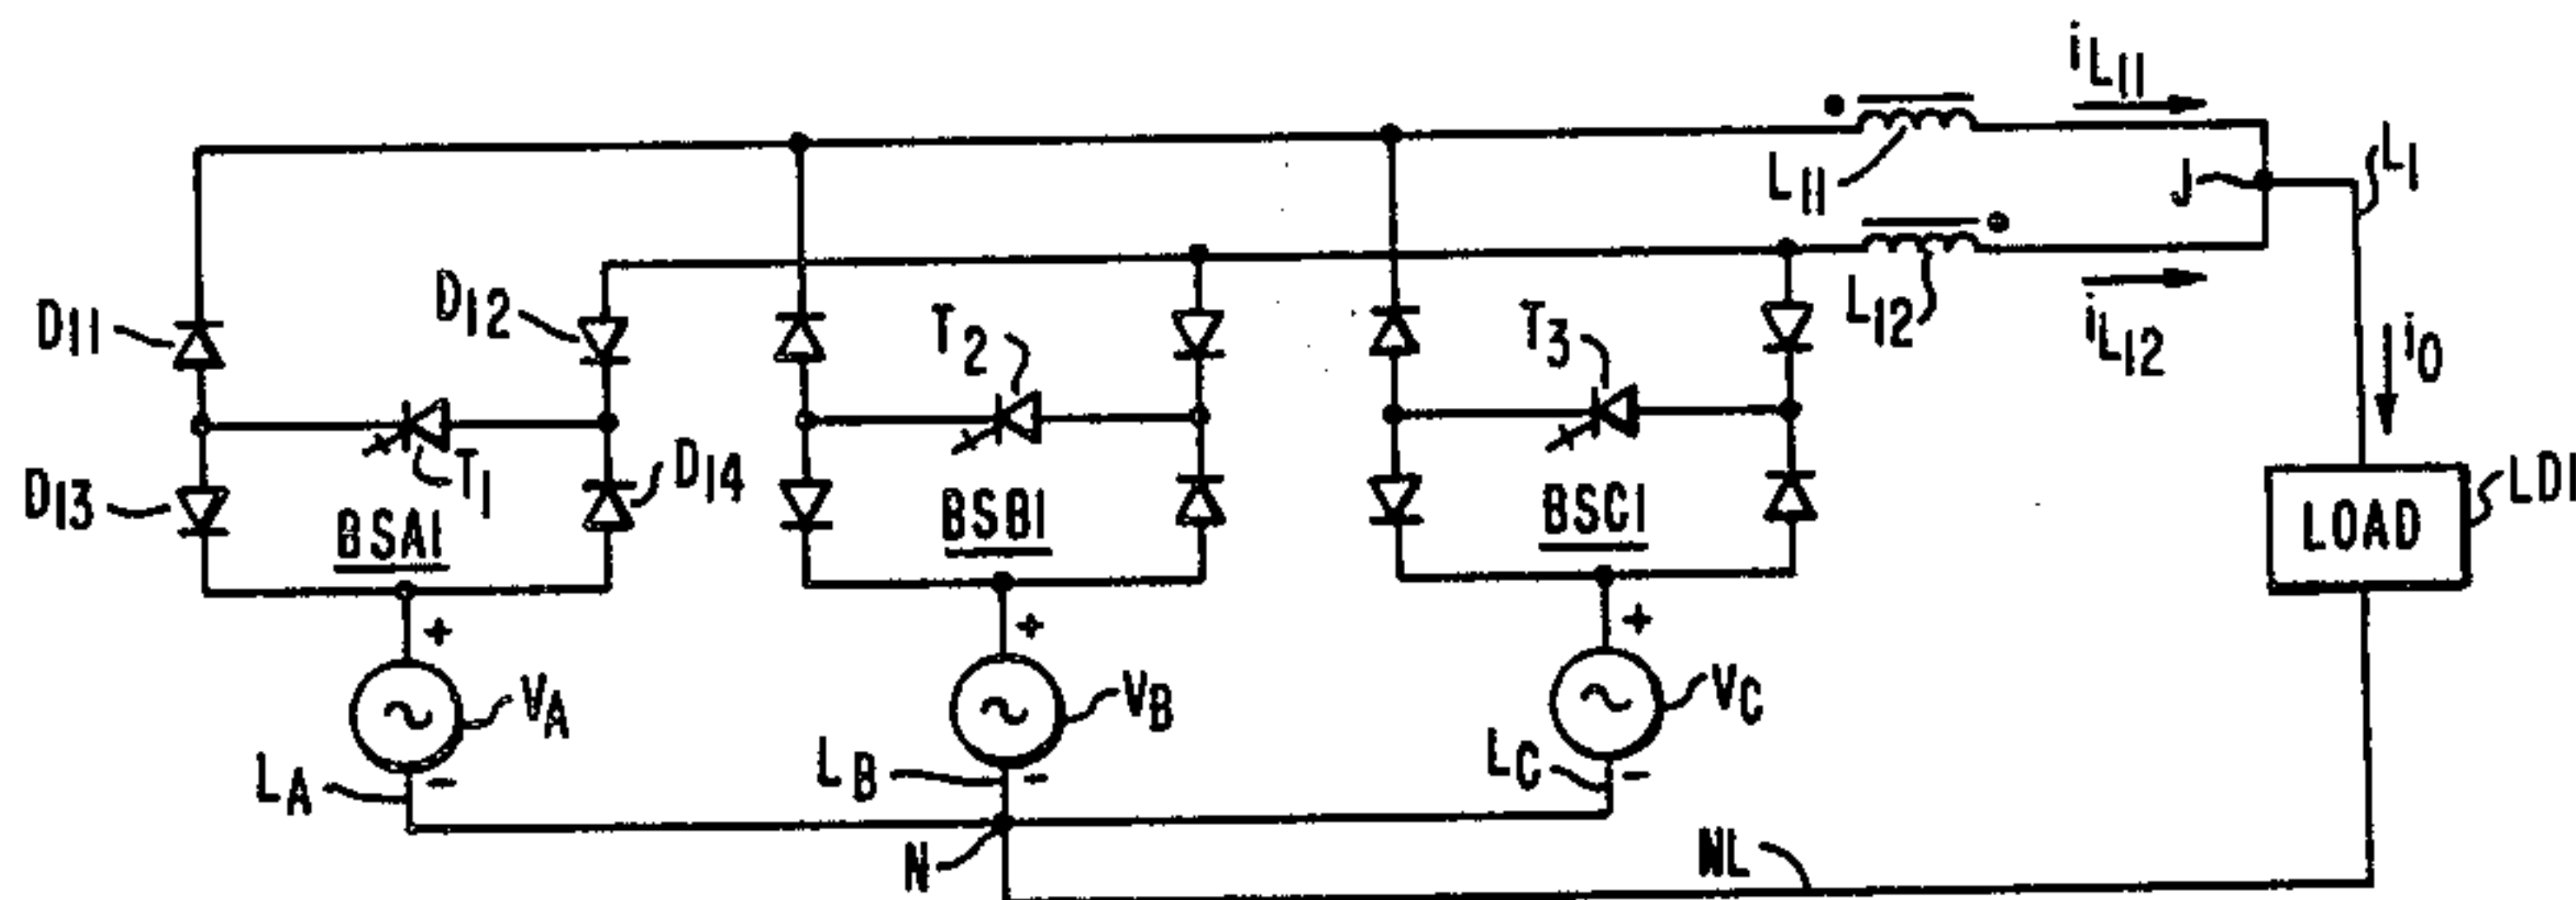 iL11
L11
J
L1
D11
D12
T2
T3
L12
iL12
i0
D13
T1
D14
BSA1
BSB1
BSC1
LOAD
LD1
+
+
+
VA
VB
VC
LA
-
LB
-
LC
-
N
NL